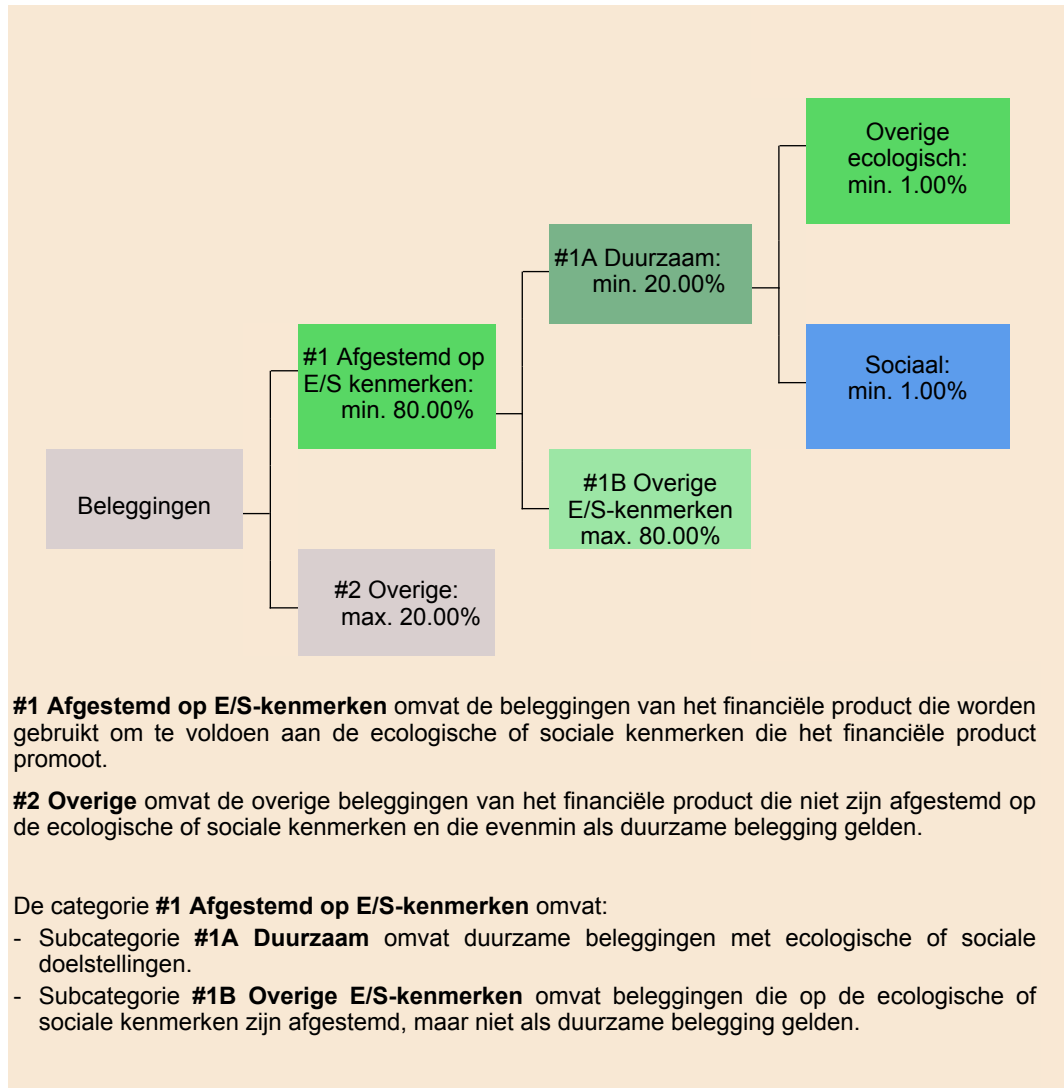 Overige
ecologisch:
min. 1.00%
#1A Duurzaam:
min. 20.00%
#1 Afgestemd op
E/S kenmerken:
min. 80.00%
Sociaal:
min. 1.00%
Beleggingen
#1B Overige
E/S-kenmerken
max. 80.00%
#2 Overige:
max. 20.00%
#1 Afgestemd op E/S-kenmerken omvat de beleggingen van het financiële product die worden
gebruikt om te voldoen aan de ecologische of sociale kenmerken die het financiële product
promoot.
#2 Overige omvat de overige beleggingen van het financiële product die niet zijn afgestemd op
de ecologische of sociale kenmerken en die evenmin als duurzame belegging gelden.
De categorie #1 Afgestemd op E/S-kenmerken omvat:
- Subcategorie #1A Duurzaam omvat duurzame beleggingen met ecologische of sociale
doelstellingen.
- Subcategorie #1B Overige E/S-kenmerken omvat beleggingen die op de ecologische of
sociale kenmerken zijn afgestemd, maar niet als duurzame belegging gelden.